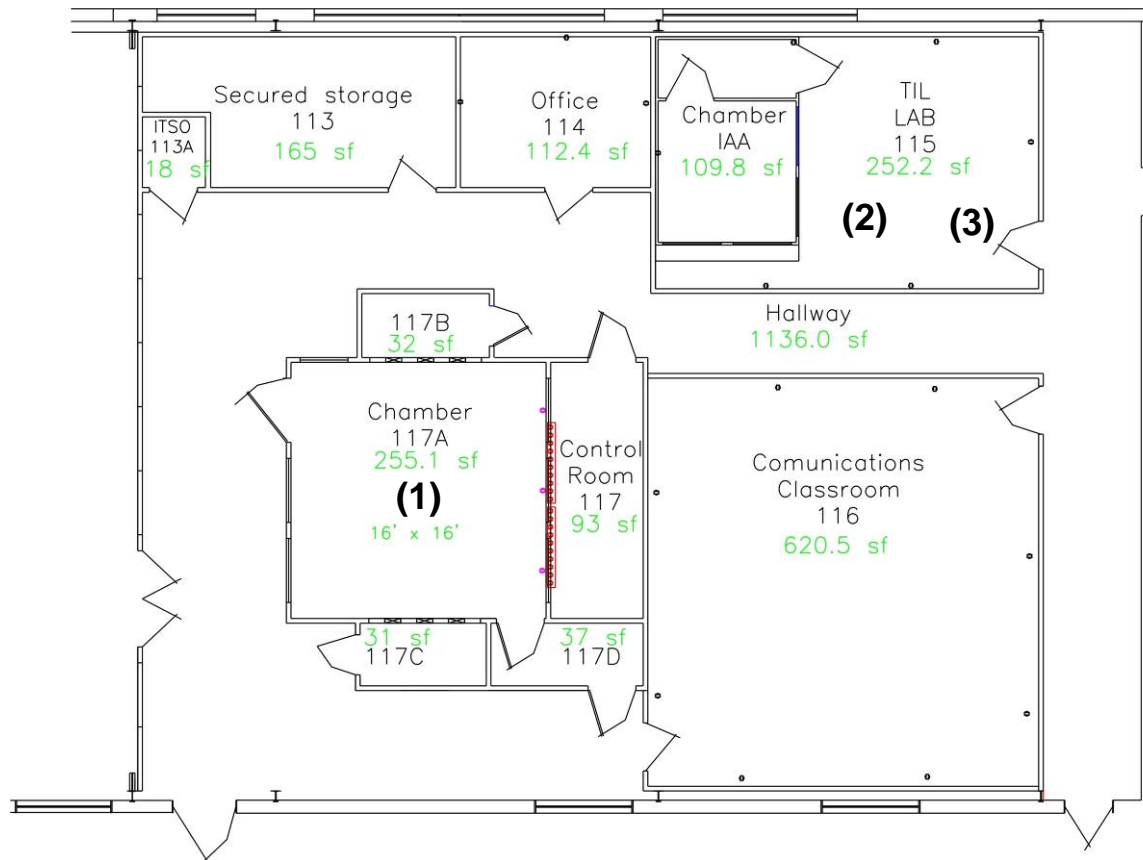 Secured storage
113
165 sf
ITSO
113A
18 sf
Office
114
112.4 sf
Chamber
IAA
109.8 sf
TIL
LAB
115
252.2 sf
(2)
(3)
Hallway
1136.0 sf
117B
32 sf
Chamber
117A
255.1 sf
(1)
16' x 16'
Control
Room
117
93 sf
Comunications
Classroom
116
620.5 sf
31 sf
117C
37 sf
117D